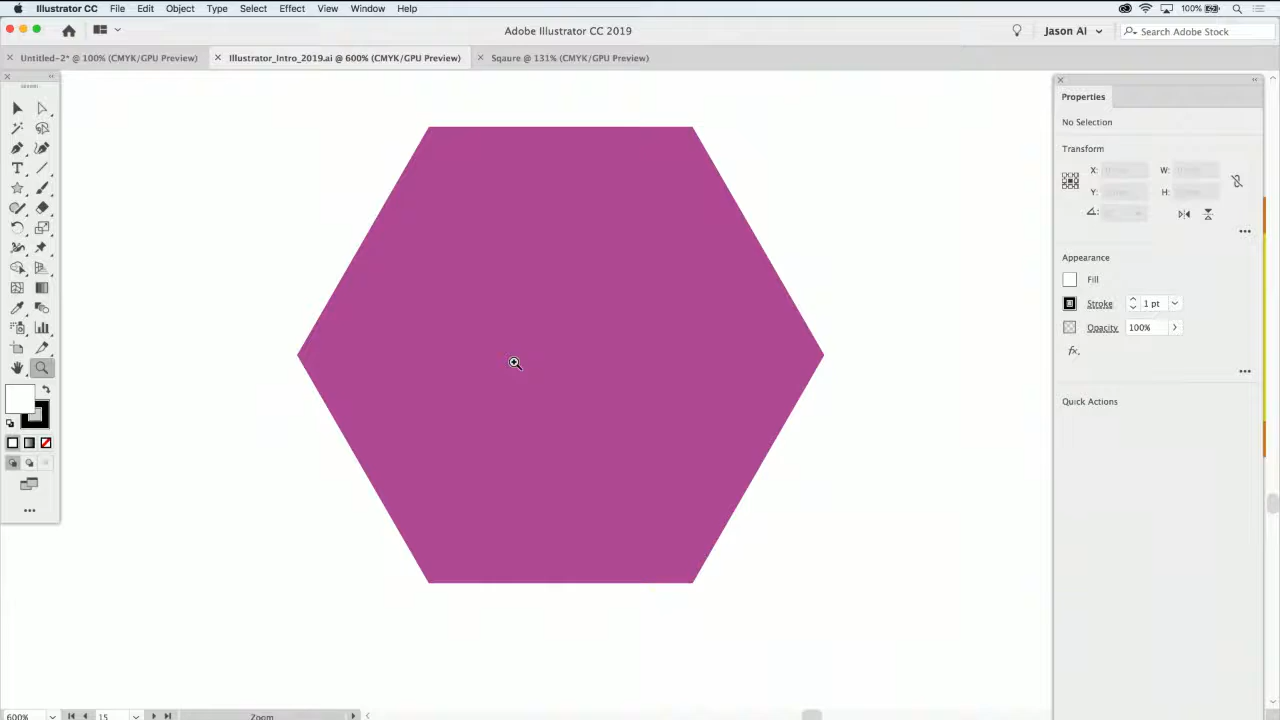 Illustrator CC File Edit Object Type Select Effect View Window Help 100%
Adobe Illustrator CC 2019 Jason AI Search Adobe Stock
Untitled-2* @ 100% (CMYK/GPU Preview) Illustrator_Intro_2019.ai @ 600% (CMYK/GPU Preview) Sqaure @ 131% (CMYK/GPU Preview)
Properties
No Selection
Transform
X: W:
Y: H:
Appearance
Fill
Stroke 1 pt
Opacity 100%
fx.
Quick Actions
600% 15 Zoom